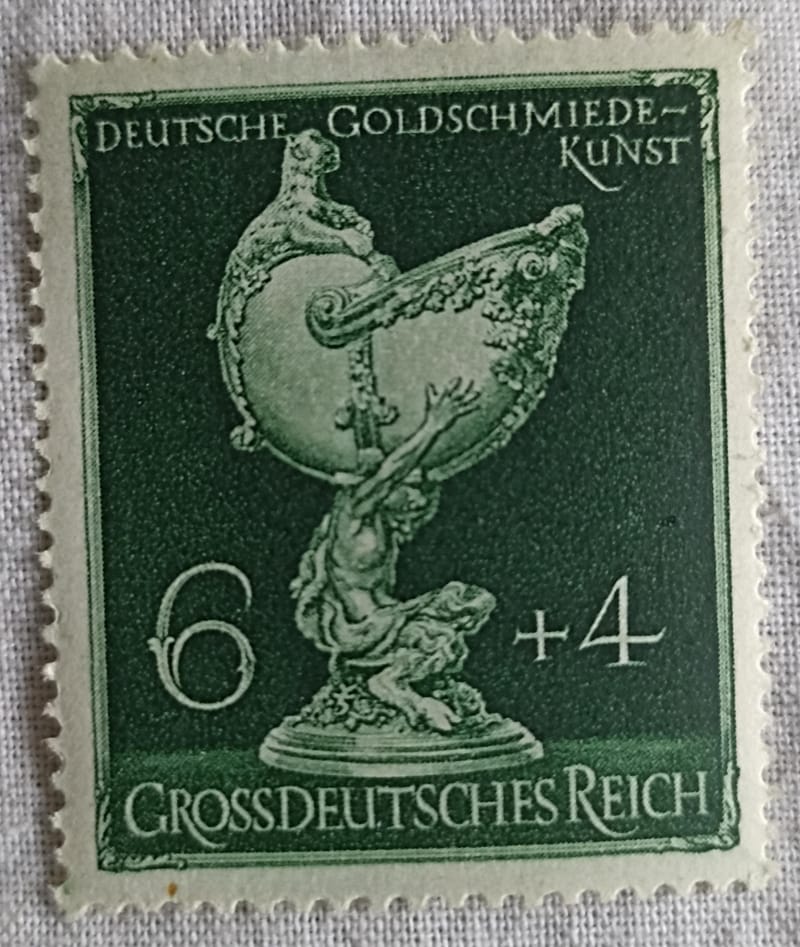 DEUTSCHE GOLDSCHMIEDE-
KUNST
6 +4
GROSSDEUTSCHES REICH